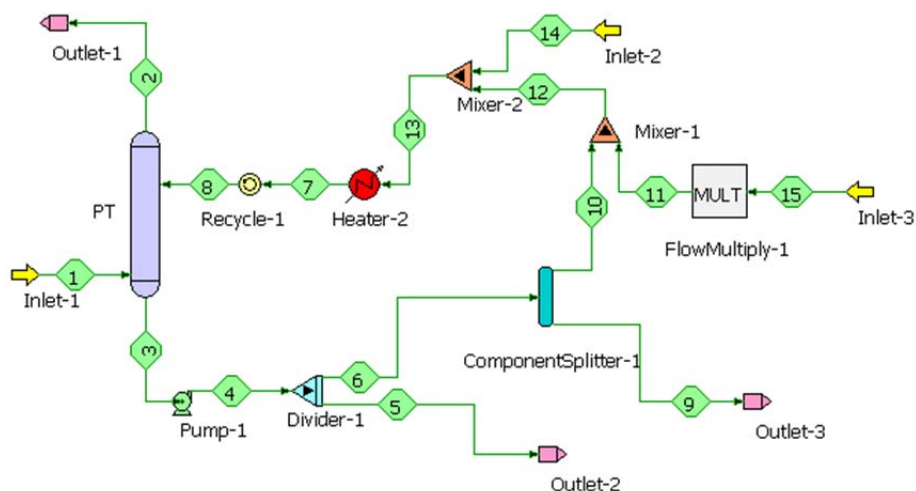 Outlet-1
14
Inlet-2
2
Mixer-2
12
13
Mixer-1
PT
8
7
10
11
MULT
15
Recycle-1
Heater-2
Inlet-3
FlowMultiply-1
1
Inlet-1
3
6
ComponentSplitter-1
4
5
9
Pump-1
Divider-1
Outlet-3
Outlet-2